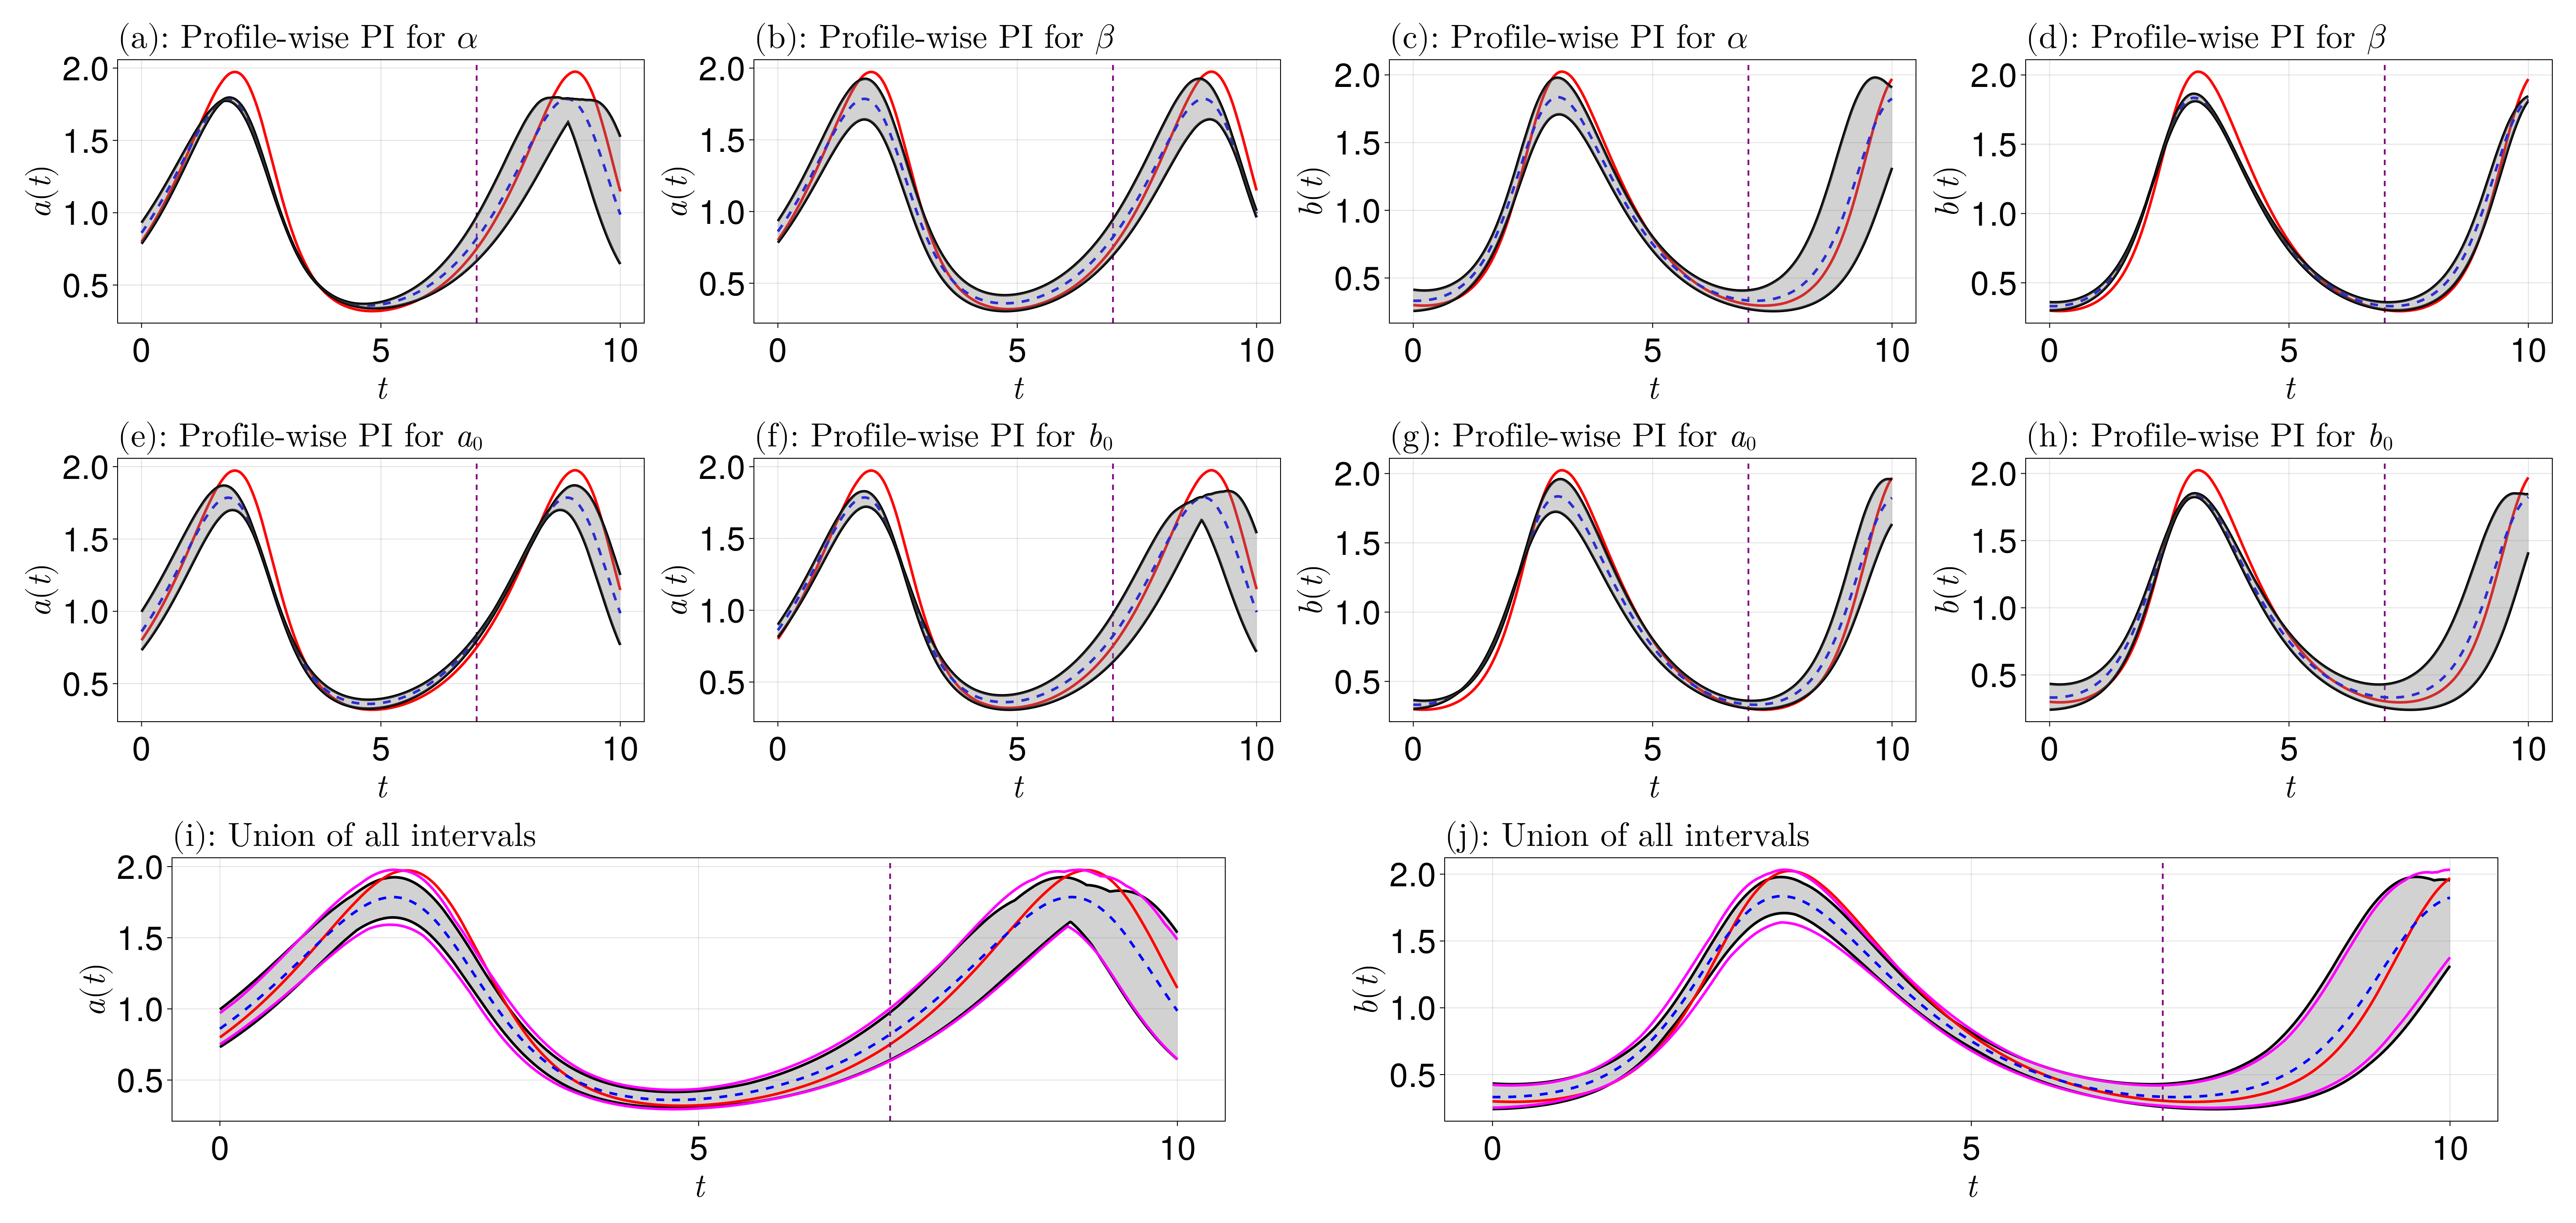 (a): Profile-wise PI for α
(b): Profile-wise PI for β
(c): Profile-wise PI for α
(d): Profile-wise PI for β
a(t)
2.0
1.5
1.0
0.5
0 5 10
t
a(t)
2.0
1.5
1.0
0.5
0 5 10
t
b(t)
2.0
1.5
1.0
0.5
0 5 10
t
b(t)
2.0
1.5
1.0
0.5
0 5 10
t
(e): Profile-wise PI for a₀
(f): Profile-wise PI for b₀
(g): Profile-wise PI for a₀
(h): Profile-wise PI for b₀
a(t)
2.0
1.5
1.0
0.5
0 5 10
t
a(t)
2.0
1.5
1.0
0.5
0 5 10
t
b(t)
2.0
1.5
1.0
0.5
0 5 10
t
b(t)
2.0
1.5
1.0
0.5
0 5 10
t
(i): Union of all intervals
(j): Union of all intervals
a(t)
2.0
1.5
1.0
0.5
0 5 10
t
b(t)
2.0
1.5
1.0
0.5
0 5 10
t